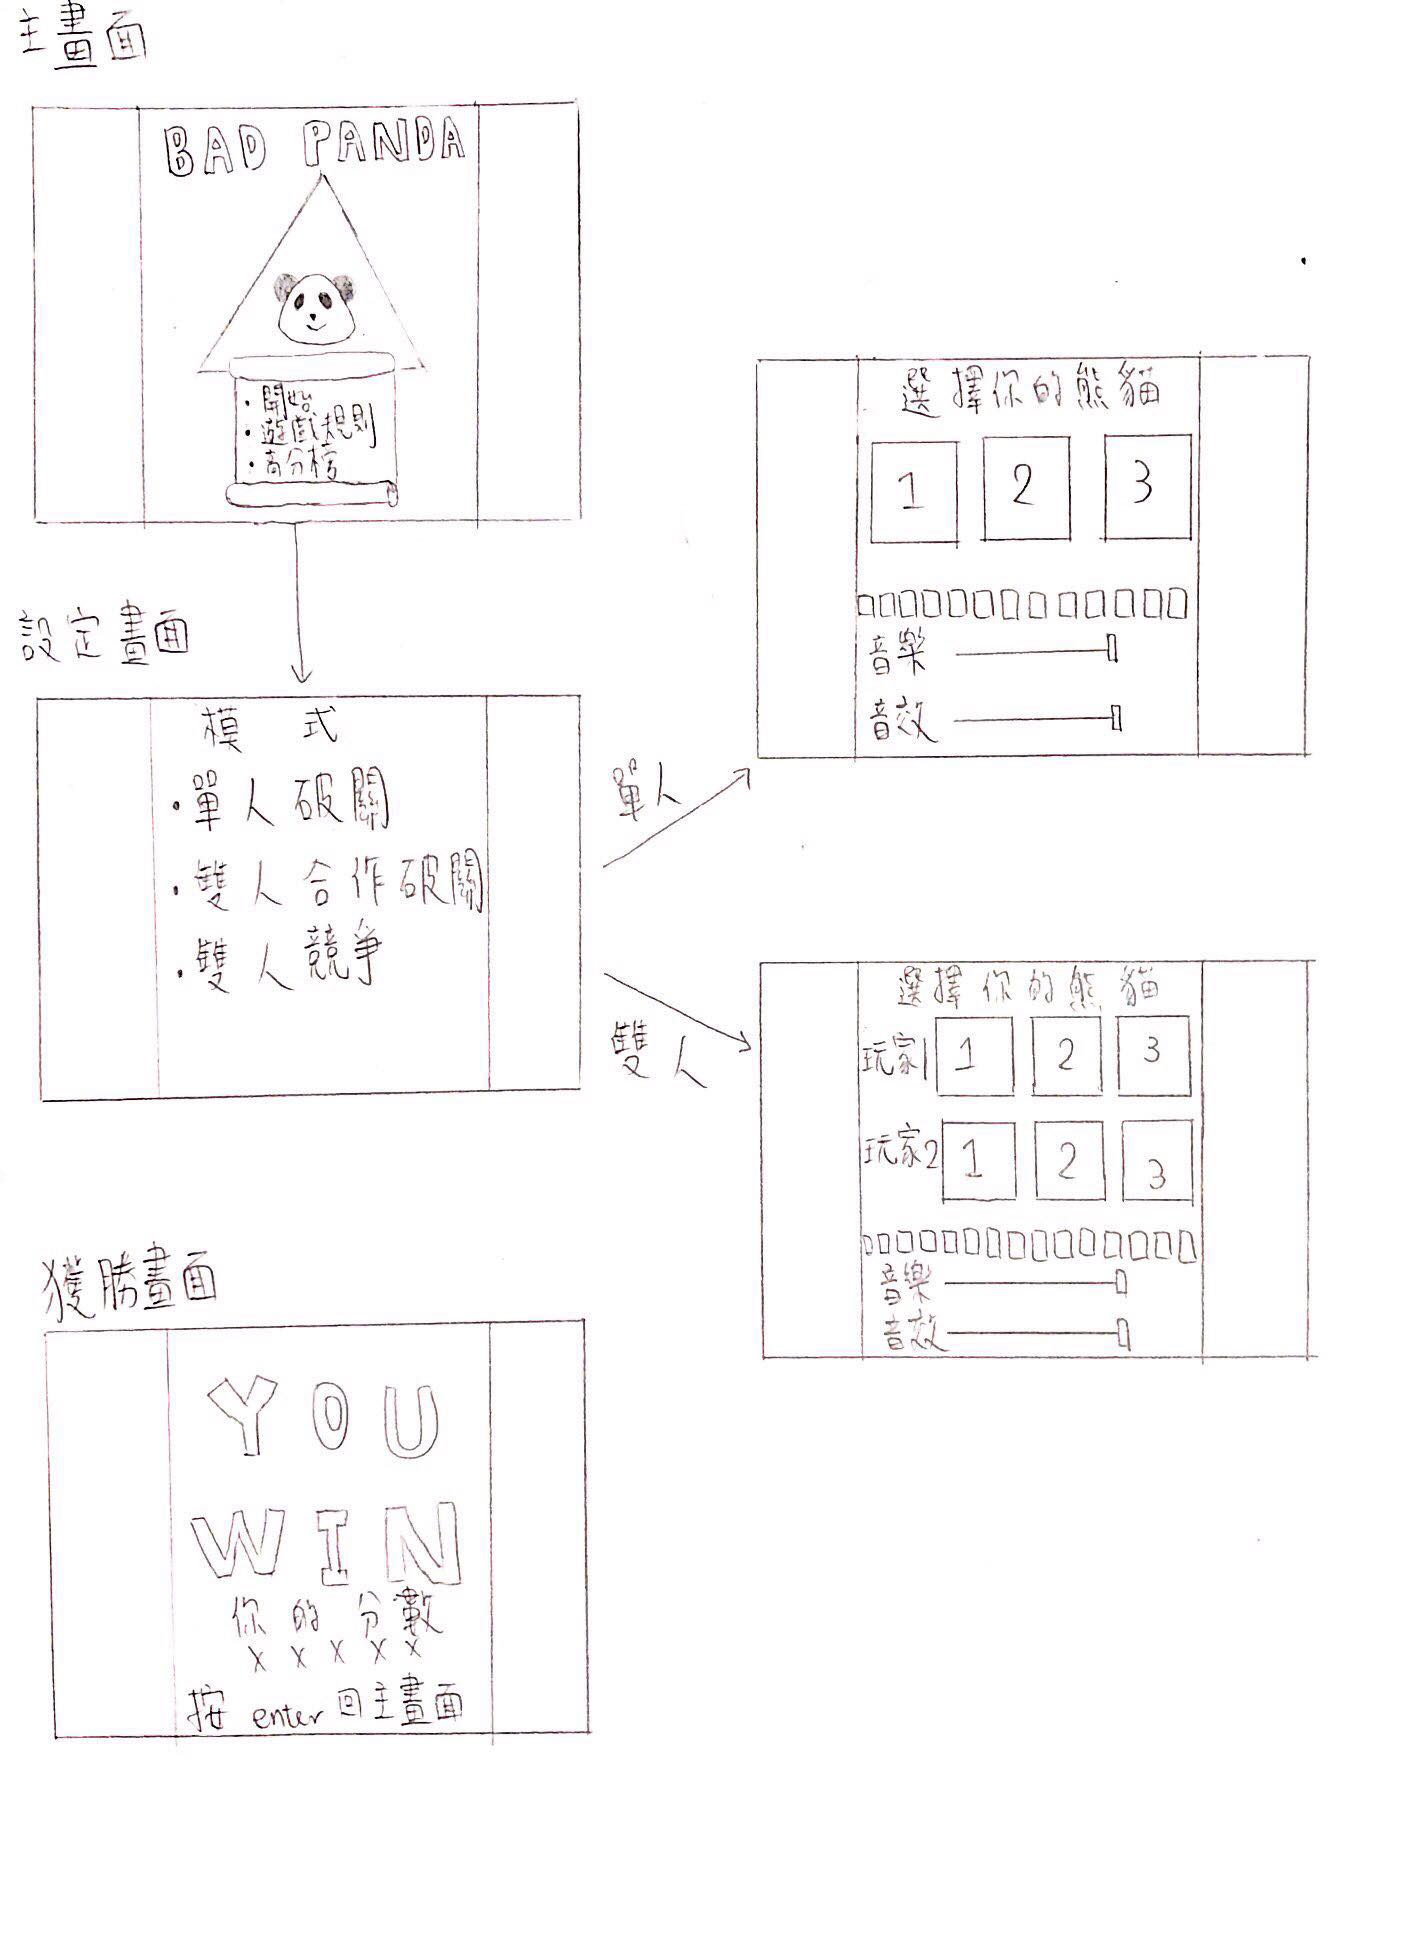 主畫面
BAD PANDA
・開始
・遊戲規則
・高分榜
設定畫面
模式
・單人破關
・雙人合作破關
・雙人競爭
單人
雙人
選擇你的熊貓
1 2 3
音樂
音效
選擇你的熊貓
玩家1 1 2 3
玩家2 1 2 3
音樂
音效
獲勝畫面
YOU
WIN
你的分數
X X X X X
按 enter 回主畫面